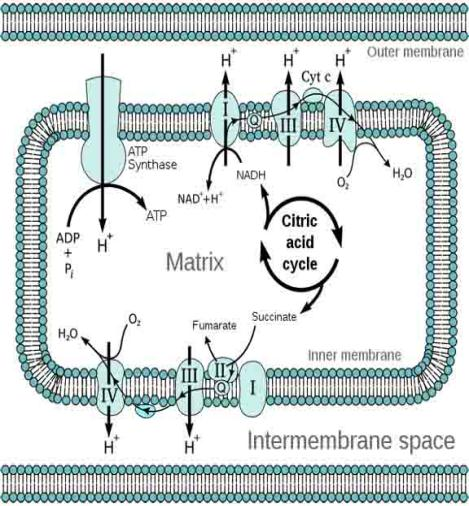 Outer membrane
H+
H+
H+
Cyt c
I
Q
III
IV
ATP
Synthase
NADH
NAD++H+
O2
H2O
ATP
ADP
+
Pi
H+
Citric
acid
cycle
Matrix
H2O
O2
Fumarate
Succinate
Inner membrane
IV
III
II
Q
I
H+
H+
Intermembrane space